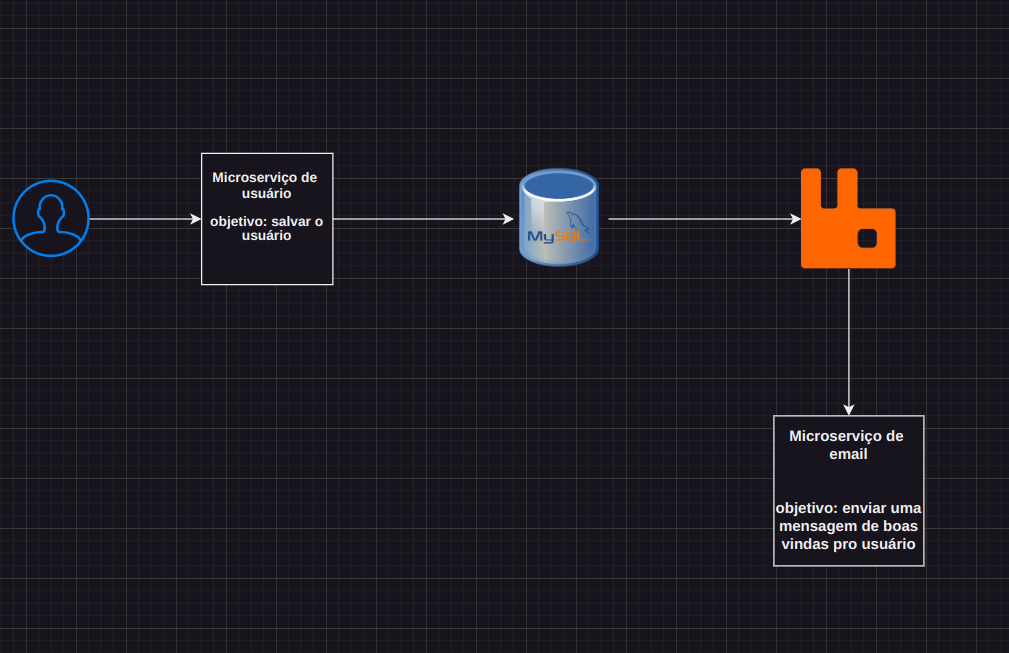 Microserviço de
usuário
objetivo: salvar o
usuário
MySQL
Microserviço de
email
objetivo: enviar uma
mensagem de boas
vindas pro usuário